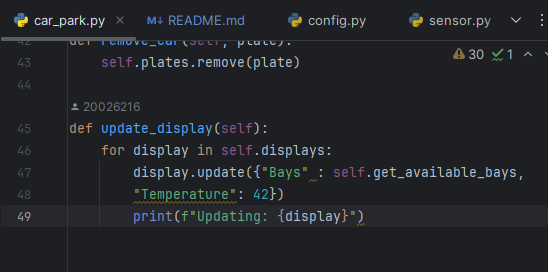 car_park.py × README.md config.py sensor.py
42 def remove_car(self, plate):
30 1
43 self.plates.remove(plate)
44
20026216
45 def update_display(self):
46 for display in self.displays:
47 display.update({"Bays" : self.get_available_bays,
48 "Temperature": 42})
49 print(f"Updating: {display}")